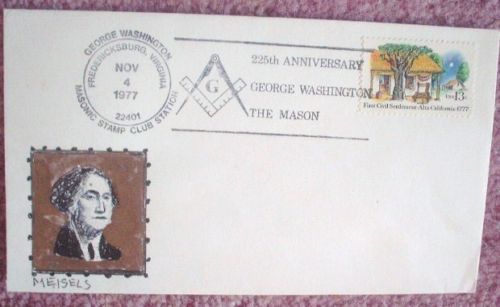 GEORGE WASHINGTON
FREDERICKSBURG, VIRGINIA
NOV
4
1977
22401
MASONIC STAMP CLUB STATION
G
225th ANNIVERSARY
GEORGE WASHINGTON
THE MASON
First Civil Settlement-Alta California:1777
USA 13c
MEISELS